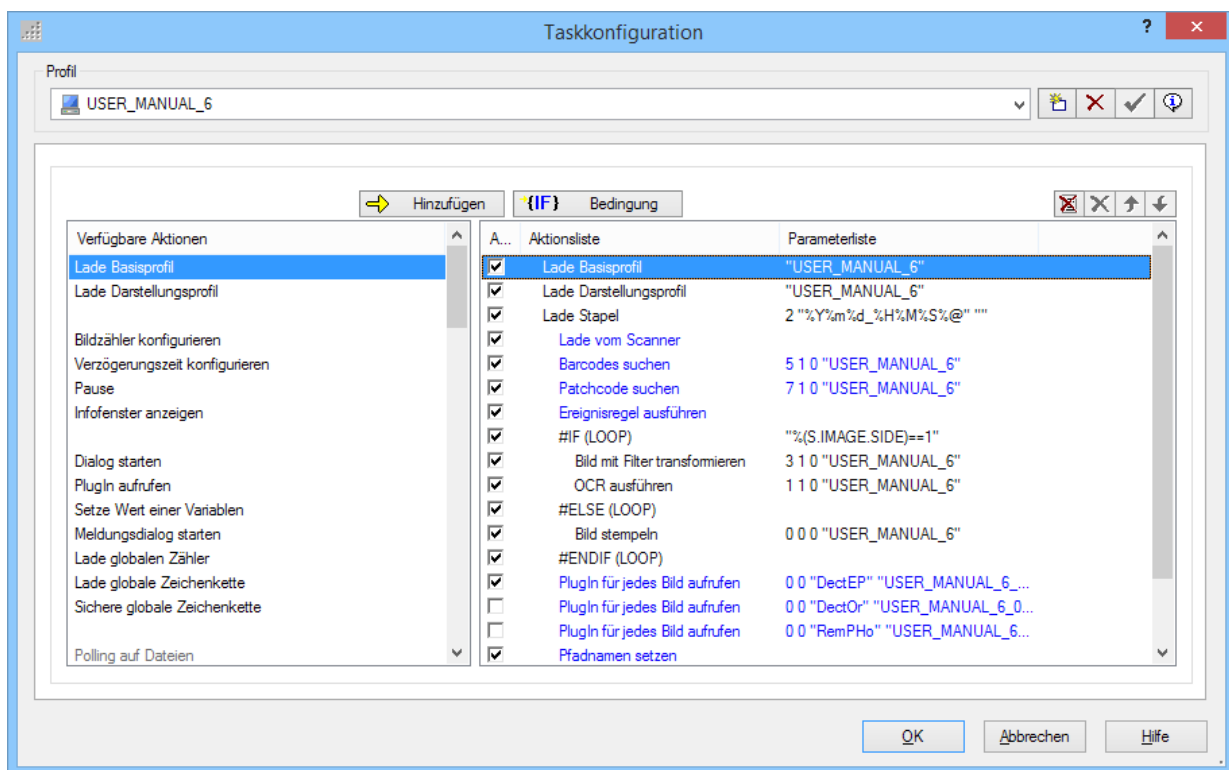 Taskkonfiguration
?
Profil
USER_MANUAL_6
Hinzufügen
{IF} Bedingung
Verfügbare Aktionen
Lade Basisprofil
Lade Darstellungsprofil
Bildzähler konfigurieren
Verzögerungszeit konfigurieren
Pause
Infofenster anzeigen
Dialog starten
PlugIn aufrufen
Setze Wert einer Variablen
Meldungsdialog starten
Lade globalen Zähler
Lade globale Zeichenkette
Sichere globale Zeichenkette
Polling auf Dateien
A... Aktionsliste Parameterliste
Lade Basisprofil "USER_MANUAL_6"
Lade Darstellungsprofil "USER_MANUAL_6"
Lade Stapel 2 "%Y%m%d_%H%M%S%@" ""
Lade vom Scanner
Barcodes suchen 5 1 0 "USER_MANUAL_6"
Patchcode suchen 7 1 0 "USER_MANUAL_6"
Ereignisregel ausführen
#IF (LOOP) "%(S.IMAGE.SIDE)==1"
Bild mit Filter transformieren 3 1 0 "USER_MANUAL_6"
OCR ausführen 1 1 0 "USER_MANUAL_6"
#ELSE (LOOP)
Bild stempeln 0 0 0 "USER_MANUAL_6"
#ENDIF (LOOP)
PlugIn für jedes Bild aufrufen 0 0 "DectEP" "USER_MANUAL_6_...
PlugIn für jedes Bild aufrufen 0 0 "DectOr" "USER_MANUAL_6_0...
PlugIn für jedes Bild aufrufen 0 0 "RemPHo" "USER_MANUAL_6...
Pfadnamen setzen
OK Abbrechen Hilfe